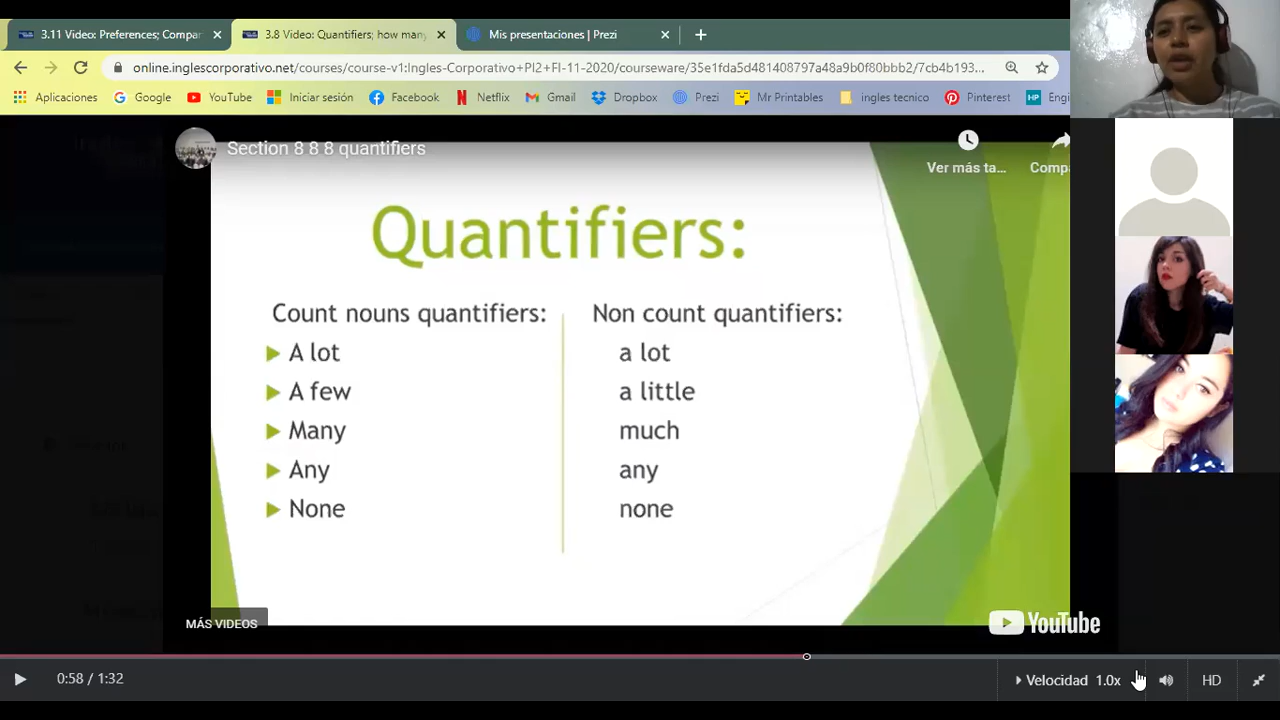 3.11 Video: Preferences; Compar
3.8 Video: Quantifiers; how many
Mis presentaciones | Prezi
online.inglescorporativo.net/courses/course-v1:Ingles-Corporativo+PI2+FI-11-2020/courseware/35e1fda5d481408797a48a9b0f80bbb2/7cb4b193...
Aplicaciones
Google
YouTube
Iniciar sesión
Facebook
Netflix
Gmail
Dropbox
Prezi
Mr Printables
ingles tecnico
Pinterest
HP
Engl
Section 8 8 8 quantifiers
Ver más ta...
Compa
Quantifiers:
Count nouns quantifiers:
A lot
A few
Many
Any
None
Non count quantifiers:
a lot
a little
much
any
none
MÁS VIDEOS
YouTube
0:58 / 1:32
Velocidad 1.0x
HD